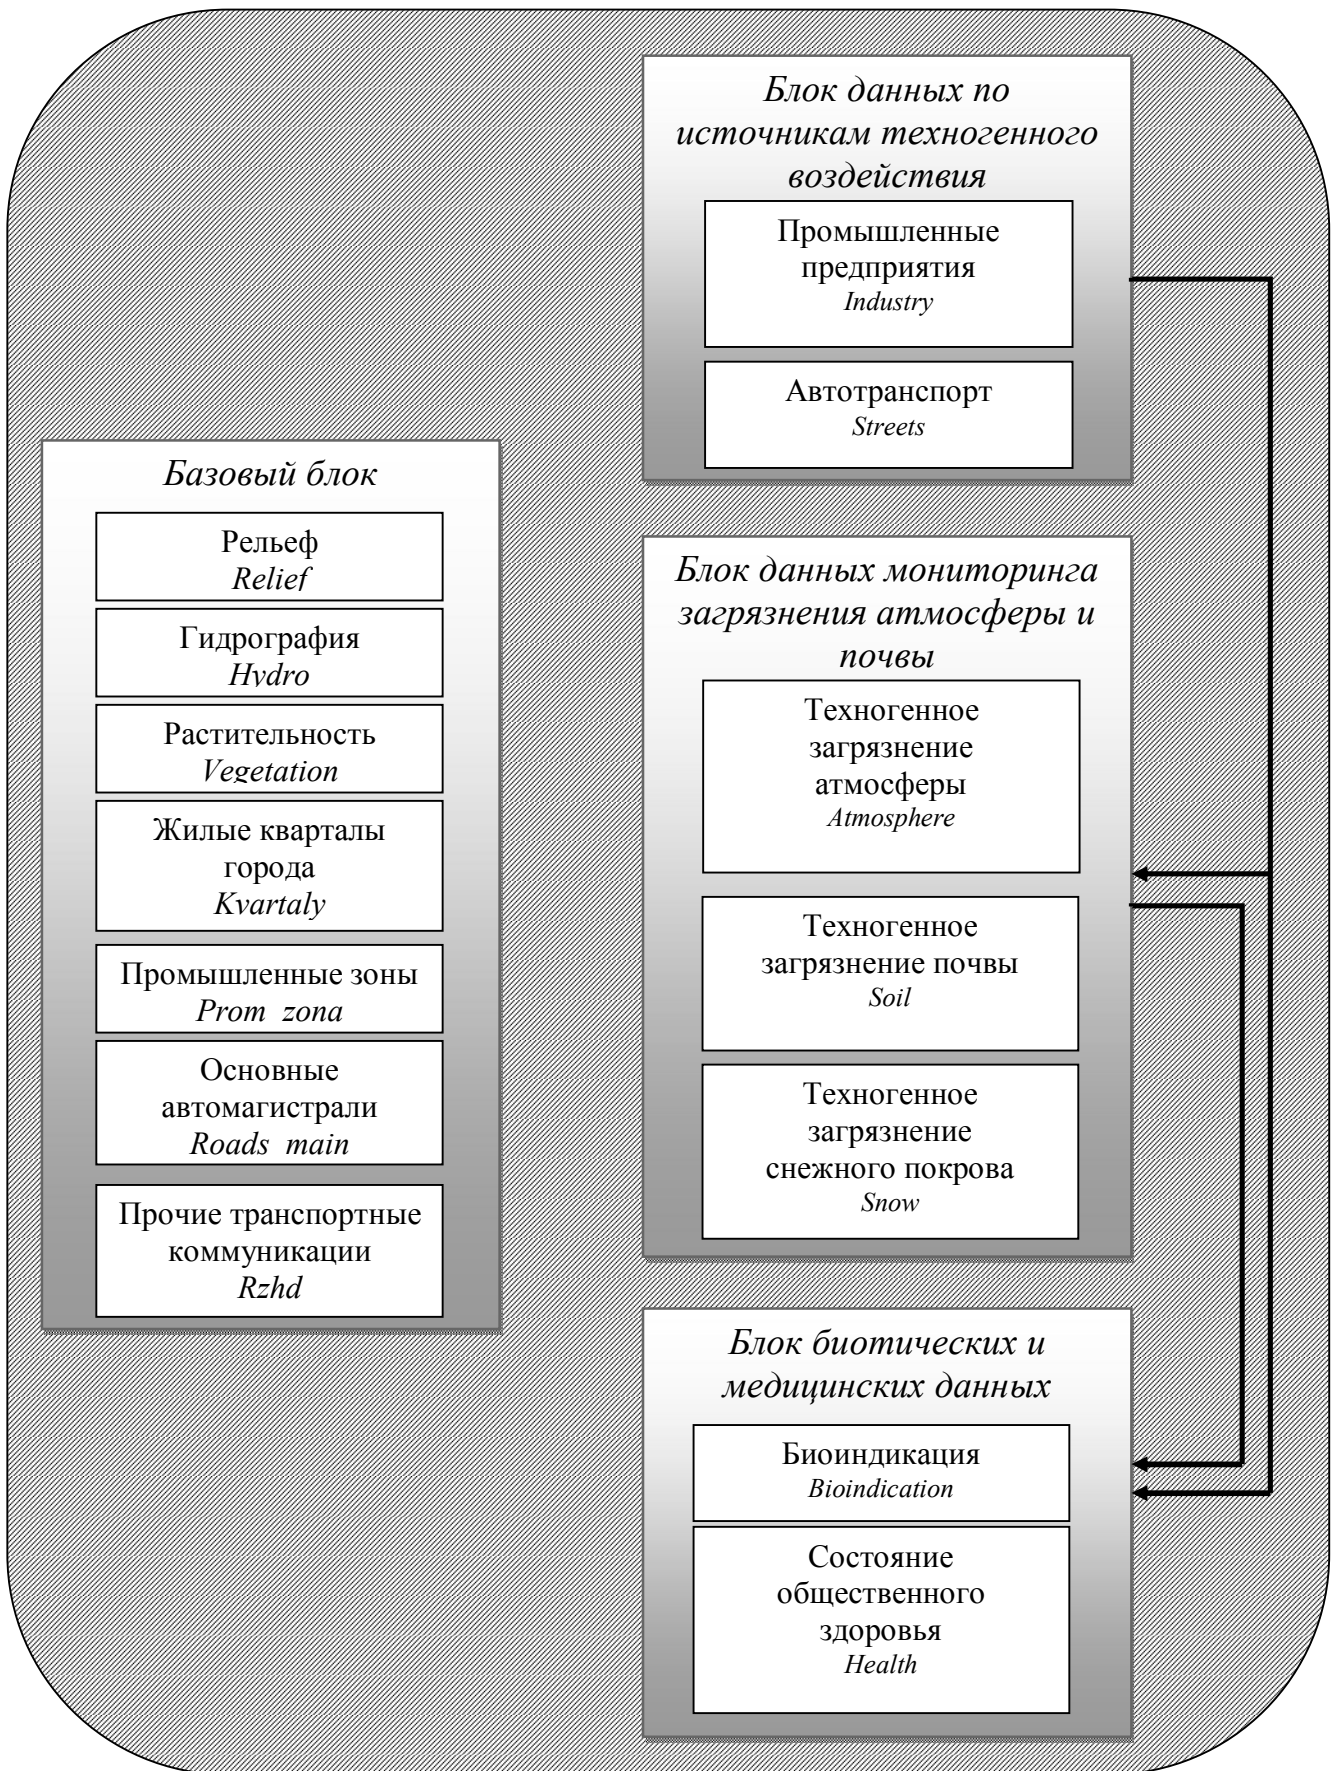 Блок данных по
источникам техногенного
воздействия
Промышленные
предприятия
Industry
Автотранспорт
Streets
Базовый блок
Рельеф
Relief
Гидрография
Hydro
Растительность
Vegetation
Жилые кварталы
города
Kvartaly
Промышленные зоны
Prom_zona
Основные
автомагистрали
Roads_main
Прочие транспортные
коммуникации
Rzhd
Блок данных мониторинга
загрязнения атмосферы и
почвы
Техногенное
загрязнение
атмосферы
Atmosphere
Техногенное
загрязнение почвы
Soil
Техногенное
загрязнение
снежного покрова
Snow
Блок биотических и
медицинских данных
Биоиндикация
Bioindication
Состояние
общественного
здоровья
Health